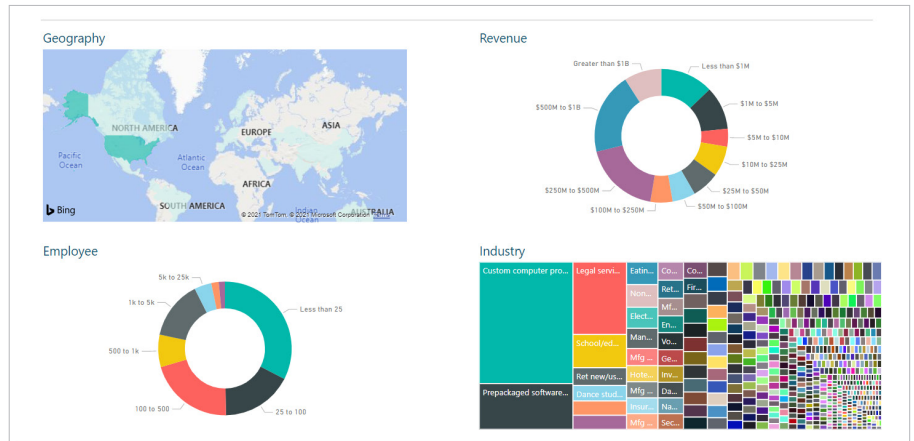 Geography
NORTH AMERICA
EUROPE
ASIA
Pacific
Ocean
Atlantic
Ocean
AFRICA
SOUTH AMERICA
Indian
Ocean
AUSTRALIA
Bing
© 2021 TomTom, © 2021 Microsoft Corporation
Revenue
Greater than $1B
Less than $1M
$500M to $1B
$1M to $5M
$5M to $10M
$10M to $25M
$250M to $500M
$25M to $50M
$100M to $250M
$50M to $100M
Employee
5k to 25k
1k to 5k
Less than 25
500 to 1k
100 to 500
25 to 100
Industry
Custom computer pro...
Prepackaged software...
Legal servi...
School/ed...
Ret new/us...
Dance stud...
Eatin...
Non...
Elect...
Man...
Mfg ...
Hote...
Mfg ...
Insur...
Mfg ...
Co...
Ret...
Mf...
En...
Vo...
Ge...
Inv...
Da...
Na...
Sec...
Co...
Fir...